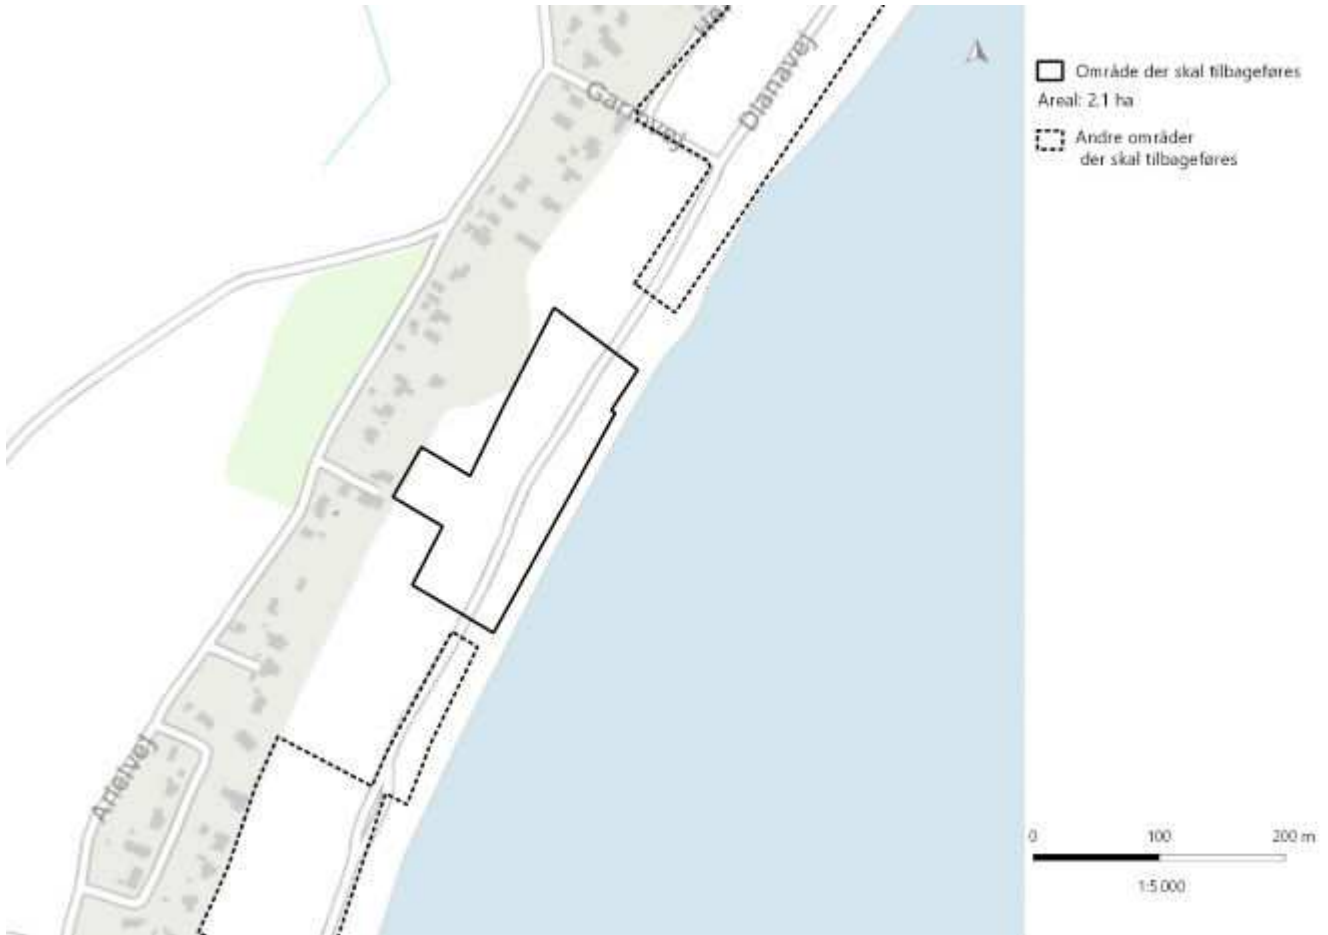 Dianavej
Område der skal tilbageføres
Areal: 2.1 ha
Andre områder
der skal tilbageføres
Arielvej
0 100 200 m
1:5.000